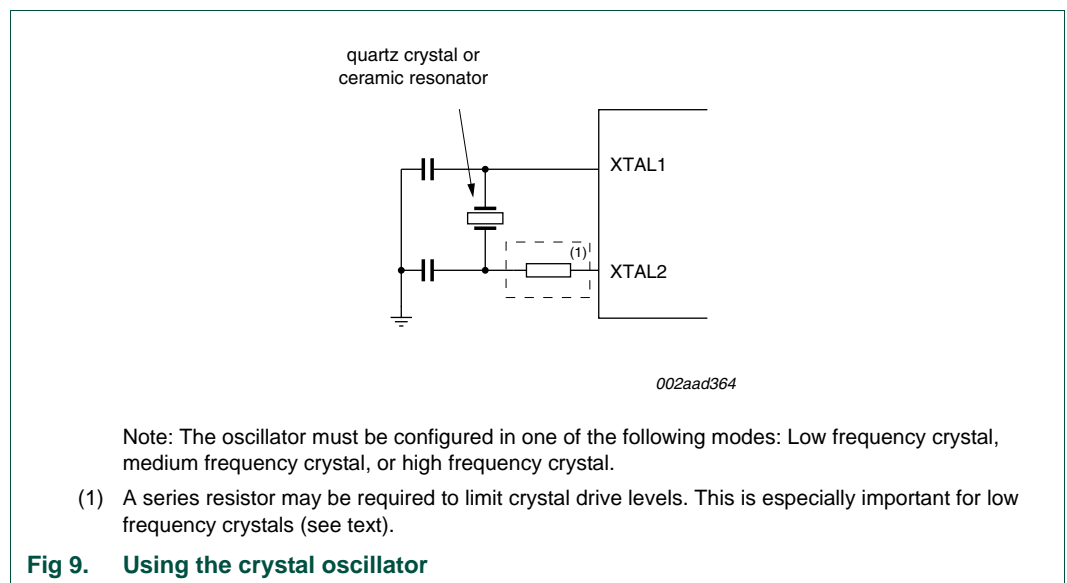 quartz crystal or
ceramic resonator
XTAL1
(1)
XTAL2
002aad364
Note: The oscillator must be configured in one of the following modes: Low frequency crystal,
medium frequency crystal, or high frequency crystal.
(1) A series resistor may be required to limit crystal drive levels. This is especially important for low
frequency crystals (see text).
Fig 9. Using the crystal oscillator